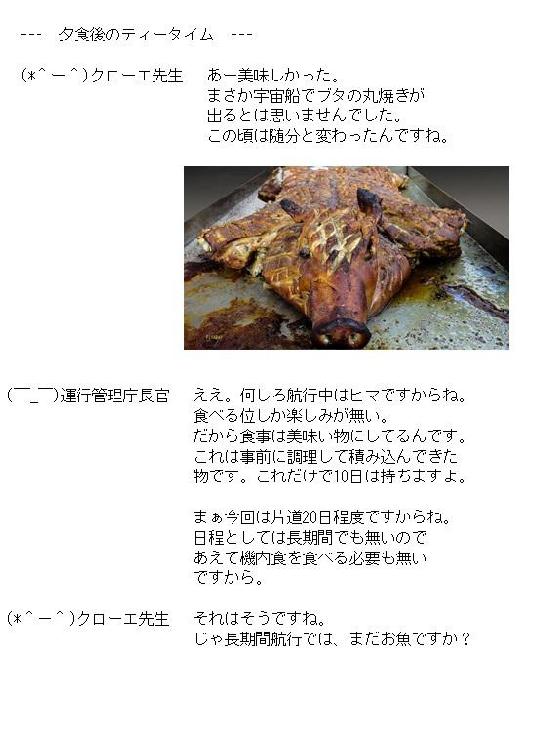 --- 夕食後のティータイム ---
(*＾ー＾)クローエ先生 あー美味しかった。
まさか宇宙船でブタの丸焼きが
出るとは思いませんでした。
この頃は随分と変わったんですね。
(￣_￣)運行管理庁長官 ええ。何しろ航行中はヒマですからね。
食べる位しか楽しみが無い。
だから食事は美味い物にしてるんです。
これは事前に調理して積み込んできた
物です。これだけで10日は持ちますよ。
まぁ今回は片道20日程度ですからね。
日程としては長期間でも無いので
あえて機内食を食べる必要も無い
ですから。
(*＾ー＾)クローエ先生 それはそうですね。
じゃ長期間航行では、まだお魚ですか？